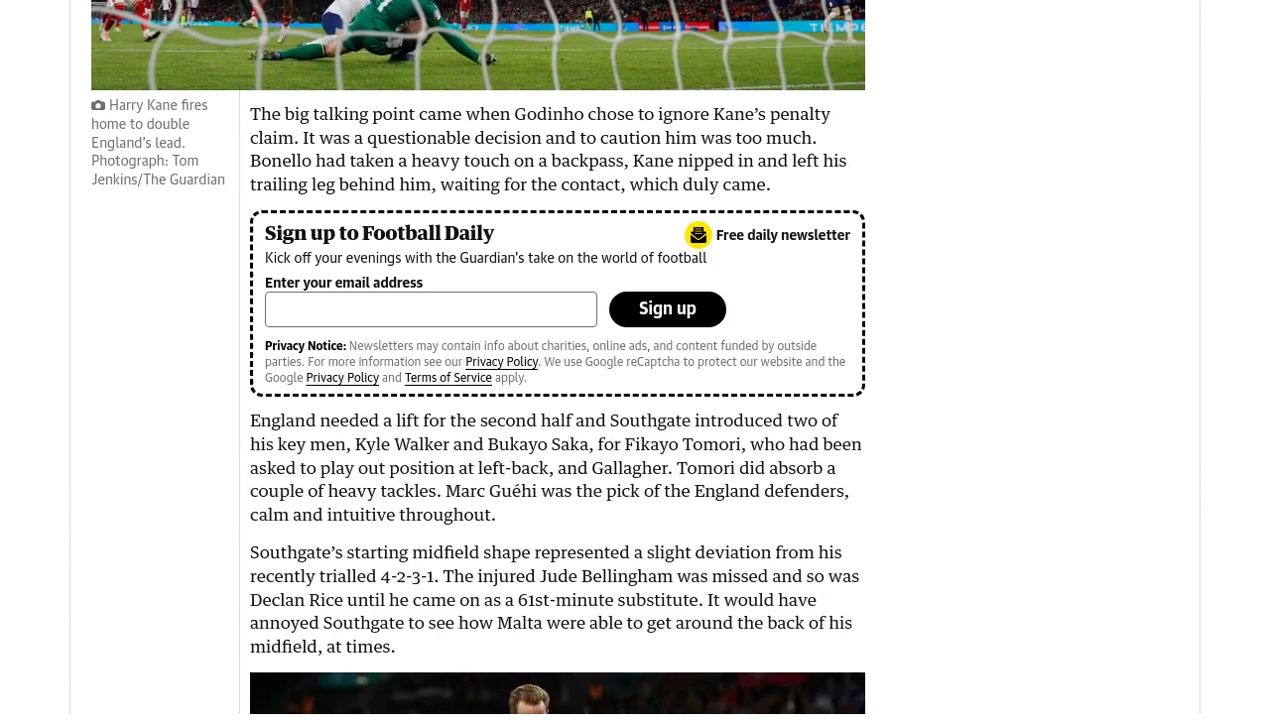 Harry Kane fires
home to double
England's lead.
Photograph: Tom
Jenkins/The Guardian
The big talking point came when Godinho chose to ignore Kane’s penalty
claim. It was a questionable decision and to caution him was too much.
Bonello had taken a heavy touch on a backpass, Kane nipped in and left his
trailing leg behind him, waiting for the contact, which duly came.
Sign up to Football Daily
Free daily newsletter
Kick off your evenings with the Guardian's take on the world of football
Enter your email address
Sign up
Privacy Notice: Newsletters may contain info about charities, online ads, and content funded by outside
parties. For more information see our Privacy Policy. We use Google reCaptcha to protect our website and the
Google Privacy Policy and Terms of Service apply.
England needed a lift for the second half and Southgate introduced two of
his key men, Kyle Walker and Bukayo Saka, for Fikayo Tomori, who had been
asked to play out position at left-back, and Gallagher. Tomori did absorb a
couple of heavy tackles. Marc Guéhi was the pick of the England defenders,
calm and intuitive throughout.
Southgate’s starting midfield shape represented a slight deviation from his
recently trialled 4-2-3-1. The injured Jude Bellingham was missed and so was
Declan Rice until he came on as a 61st-minute substitute. It would have
annoyed Southgate to see how Malta were able to get around the back of his
midfield, at times.